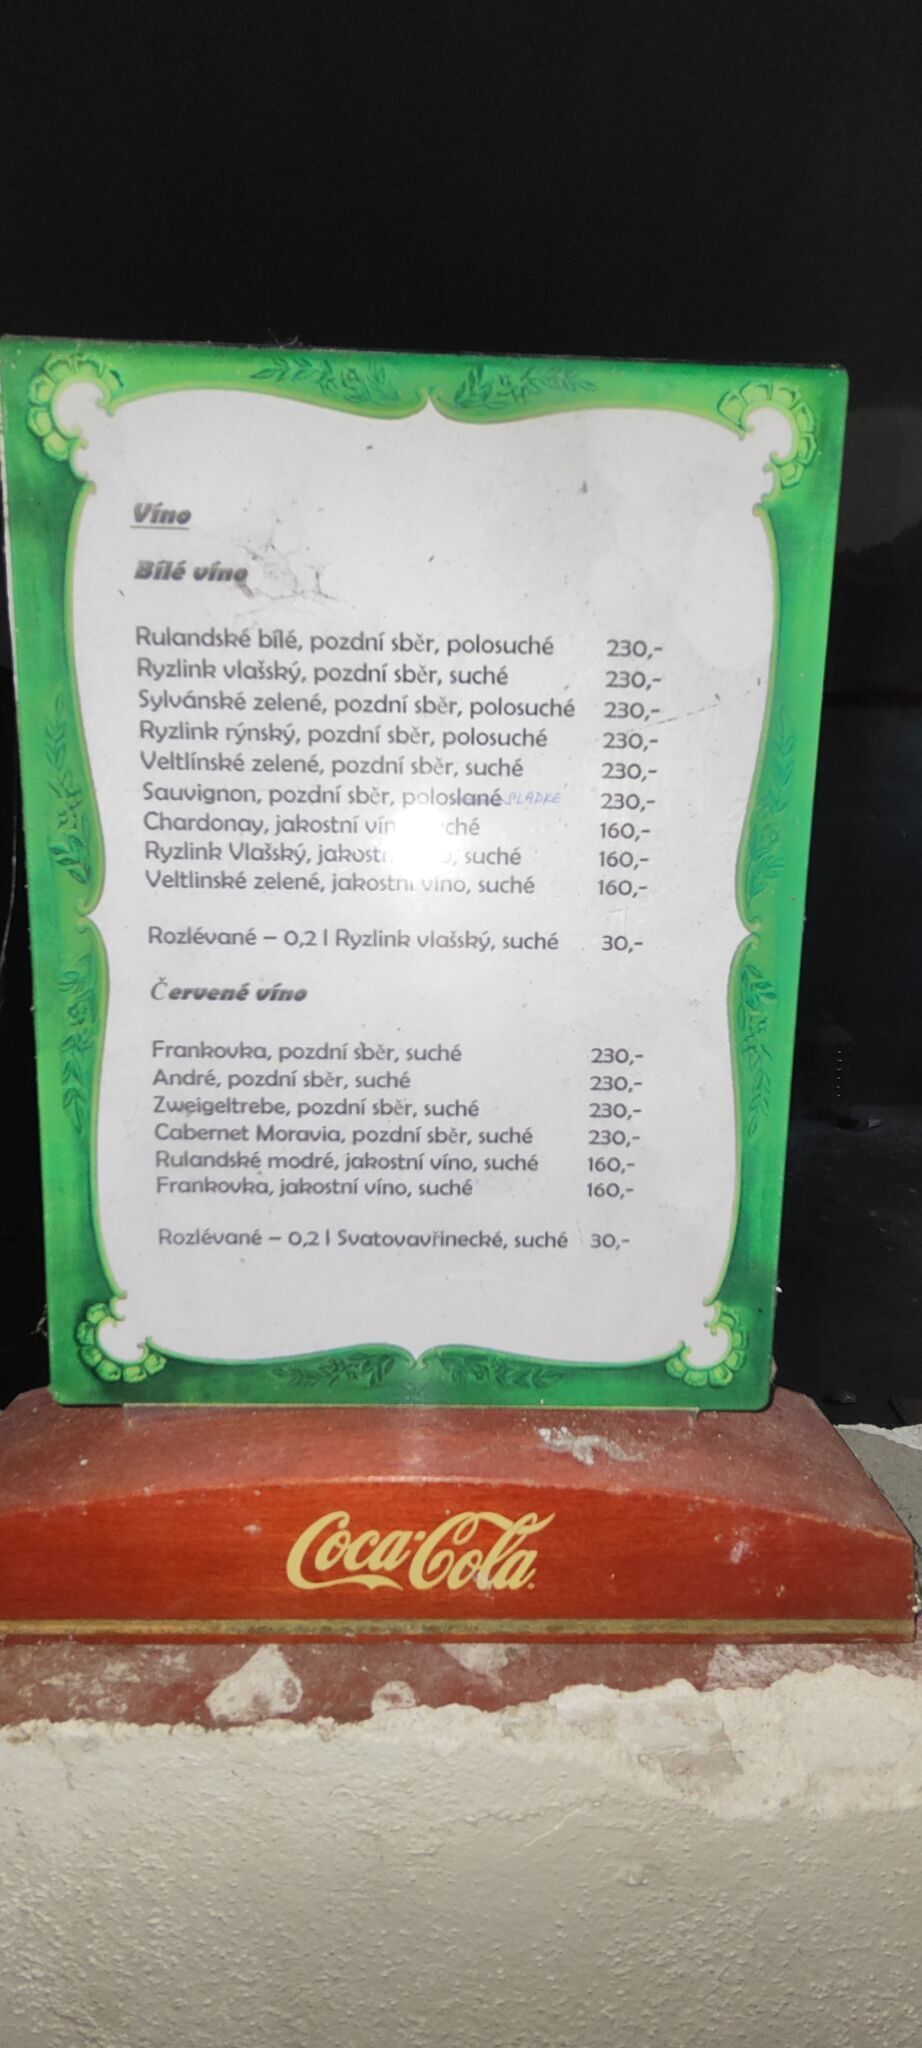 Víno
Bílé víno
Rulandské bílé, pozdní sběr, polosuché 230,-
Ryzlink vlašský, pozdní sběr, suché 230,-
Sylvánské zelené, pozdní sběr, polosuché 230,-
Ryzlink rýnský, pozdní sběr, polosuché 230,-
Veltlínské zelené, pozdní sběr, suché 230,-
Sauvignon, pozdní sběr, poloslané SLADKÉ 230,-
Chardonay, jakostní 160,-
Ryzlink Vlašský, suché 160,-
Veltlinské zelené, jakostní víno, suché 160,-
Rozlévané – 0,2 l Ryzlink vlašský, suché 30,-
Červené víno
Frankovka, pozdní sběr, suché 230,-
André, pozdní sběr, suché 230,-
Zweigeltrebe, pozdní sběr, suché 230,-
Cabernet Moravia, pozdní sběr, suché 230,-
Rulandské modré, jakostní víno, suché 160,-
Frankovka, jakostní víno, suché 160,-
Rozlévané – 0,2 l Svatovavřinecké, suché 30,-
Coca-Cola